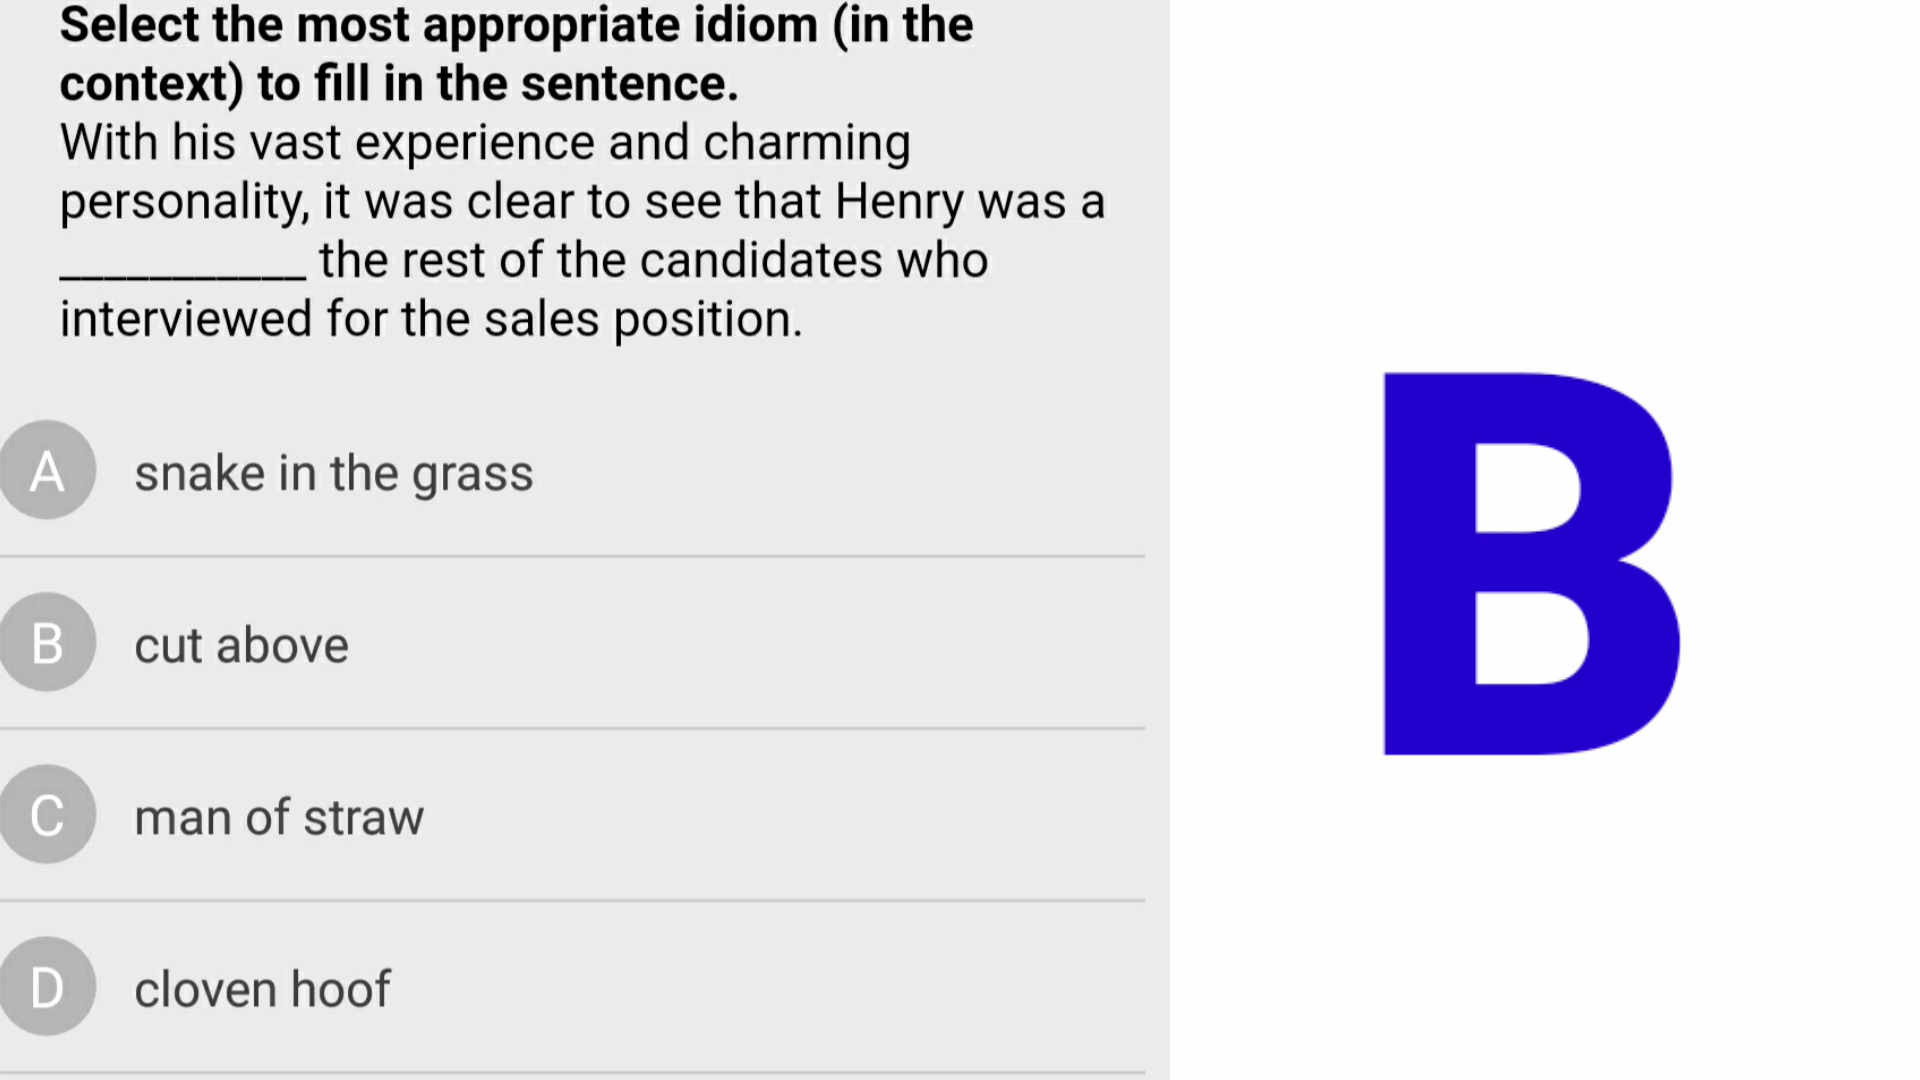 Select the most appropriate idiom (in the
context) to fill in the sentence.
With his vast experience and charming
personality, it was clear to see that Henry was a
___________ the rest of the candidates who
interviewed for the sales position.
A snake in the grass
B cut above
C man of straw
D cloven hoof
B